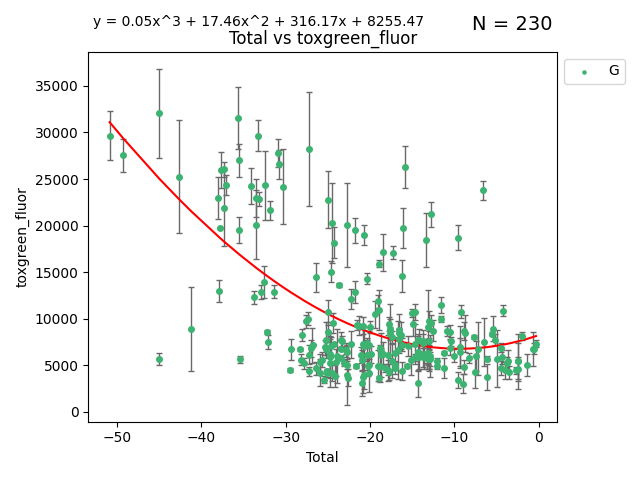 y = 0.05x^3 + 17.46x^2 + 316.17x + 8255.47
N = 230
Total vs toxgreen_fluor
G
toxgreen_fluor
35000
30000
25000
20000
15000
10000
5000
0
−50
−40
−30
−20
−10
0
Total